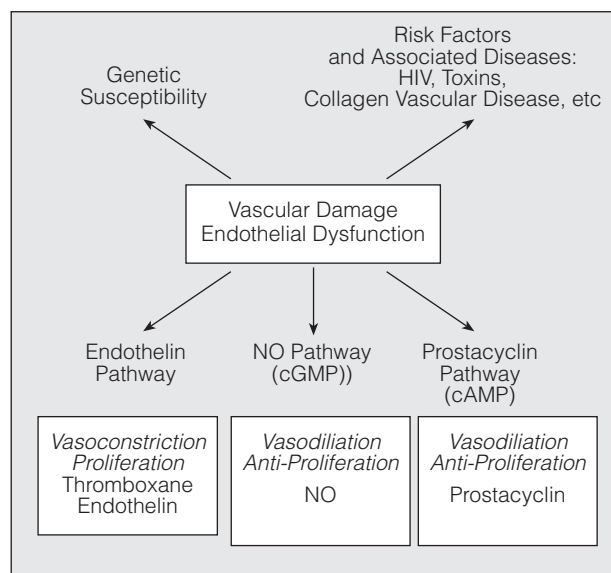 Genetic
Susceptibility
Risk Factors
and Associated Diseases:
HIV, Toxins,
Collagen Vascular Disease, etc
Vascular Damage
Endothelial Dysfunction
Endothelin
Pathway
NO Pathway
(cGMP))
Prostacyclin
Pathway
(cAMP)
Vasoconstriction
Proliferation
Thromboxane
Endothelin
Vasodiliation
Anti-Proliferation
NO
Vasodiliation
Anti-Proliferation
Prostacyclin